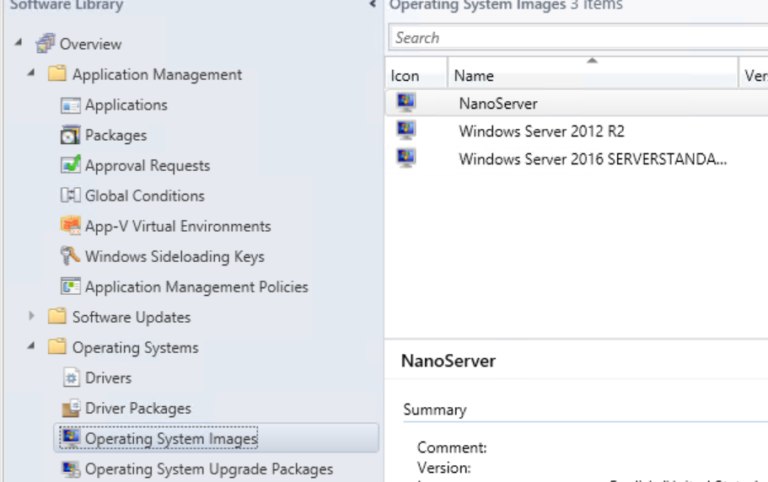 Software Library
Overview
Application Management
Applications
Packages
Approval Requests
Global Conditions
App-V Virtual Environments
Windows Sideloading Keys
Application Management Policies
Software Updates
Operating Systems
Drivers
Driver Packages
Operating System Images
Operating System Upgrade Packages
Operating System Images 3 items
Search
Icon Name Ver
NanoServer
Windows Server 2012 R2
Windows Server 2016 SERVERSTANDA...
NanoServer
Summary
Comment:
Version: